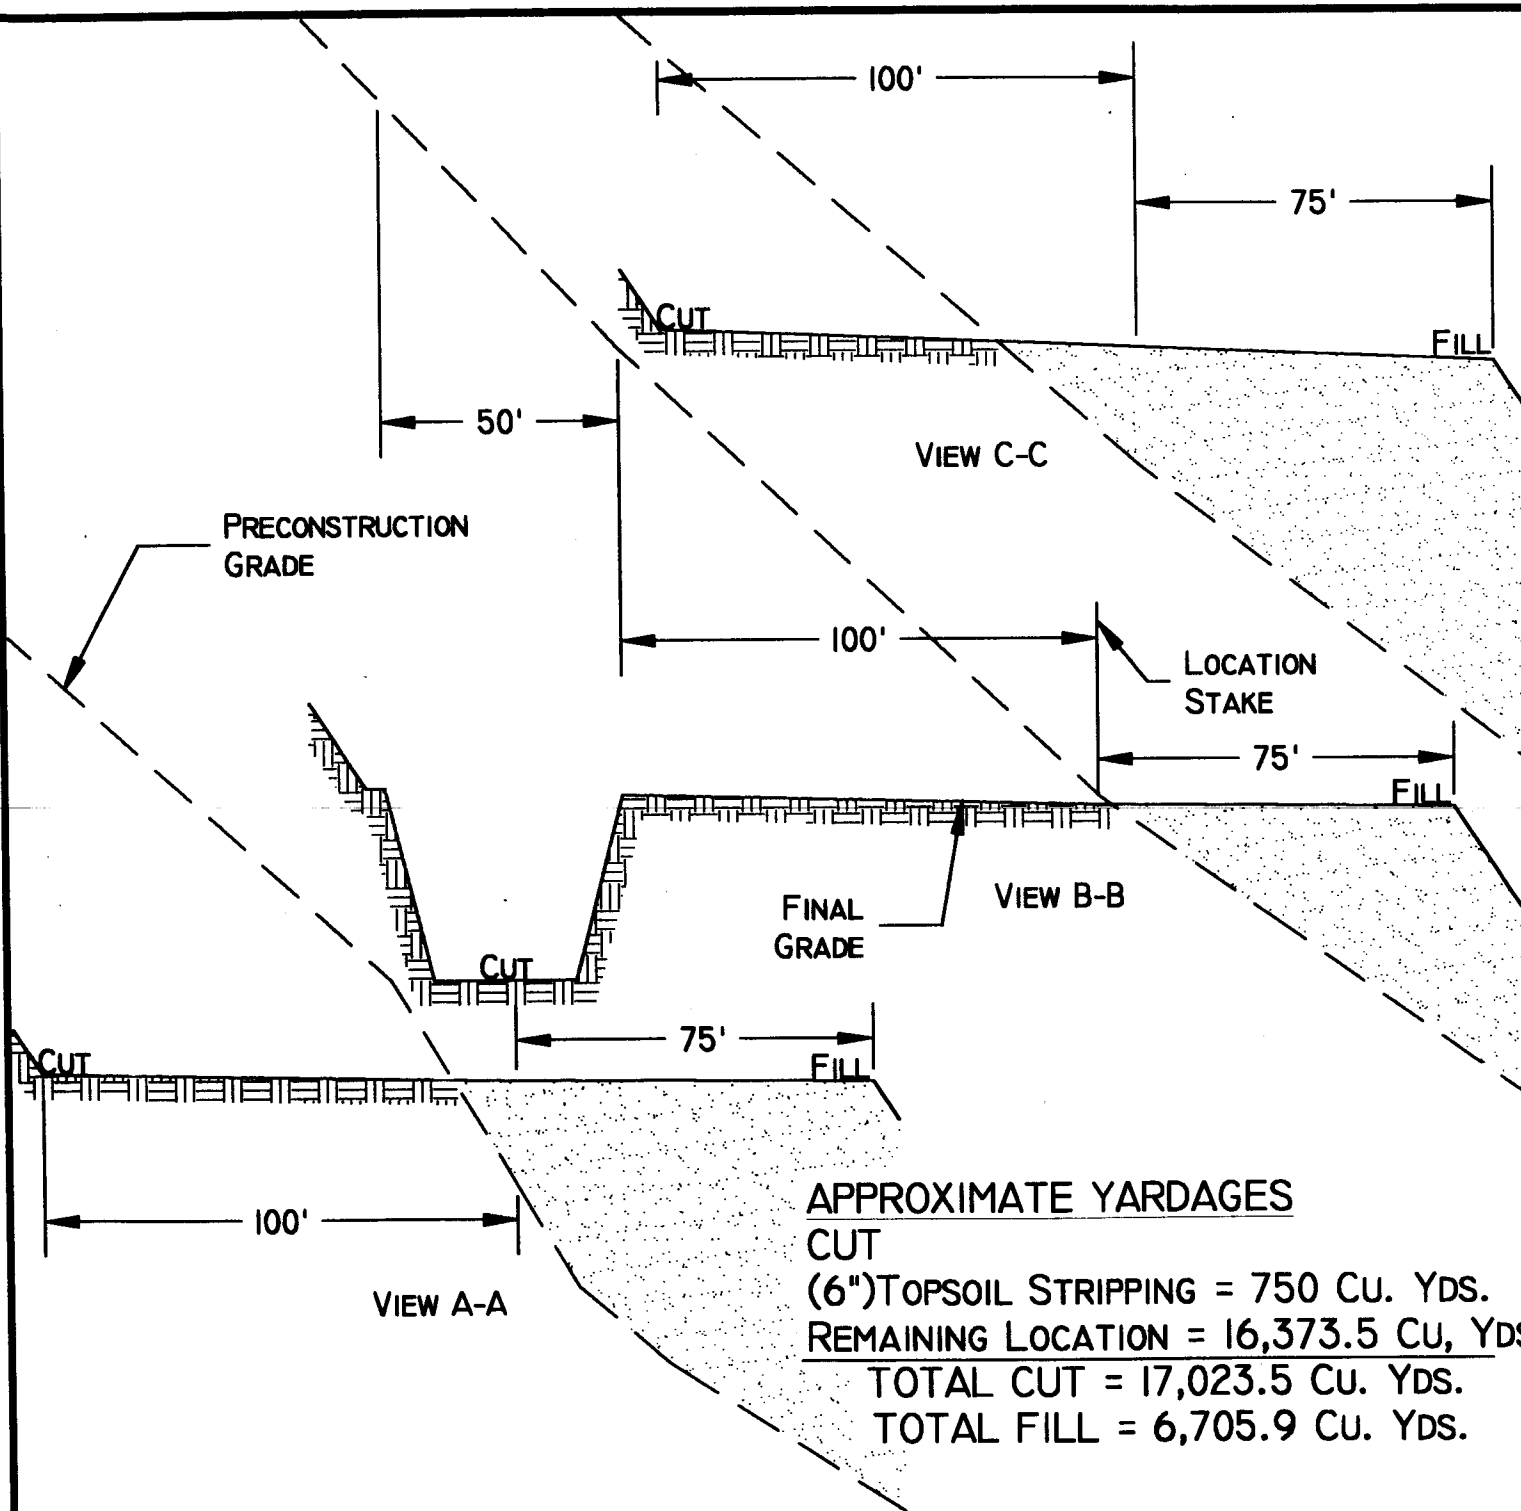 100'
75'
CUT
FILL
50'
VIEW C-C
PRECONSTRUCTION
GRADE
100'
LOCATION
STAKE
75'
FILL
FINAL
GRADE
VIEW B-B
CUT
75'
CUT
FILL
100'
VIEW A-A
APPROXIMATE YARDAGES
CUT
(6")TOPSOIL STRIPPING = 750 CU. YDS.
REMAINING LOCATION = 16,373.5 CU, YDS
TOTAL CUT = 17,023.5 CU. YDS.
TOTAL FILL = 6,705.9 CU. YDS.